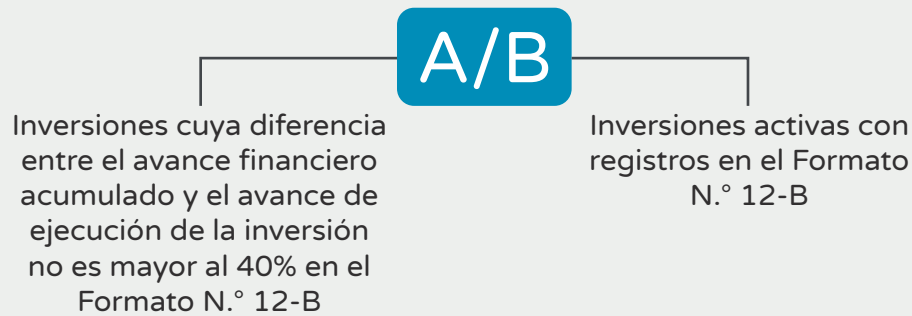 A/B
Inversiones cuya diferencia
entre el avance financiero
acumulado y el avance de
ejecución de la inversión
no es mayor al 40% en el
Formato N.° 12-B
Inversiones activas con
registros en el Formato
N.° 12-B